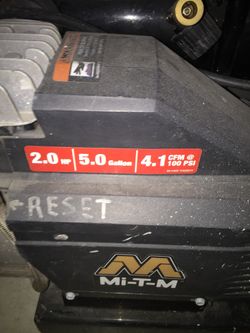 2.0 HP 5.0 Gallon 4.1 CFM @ 100 PSI
RESET
Mi-T-M